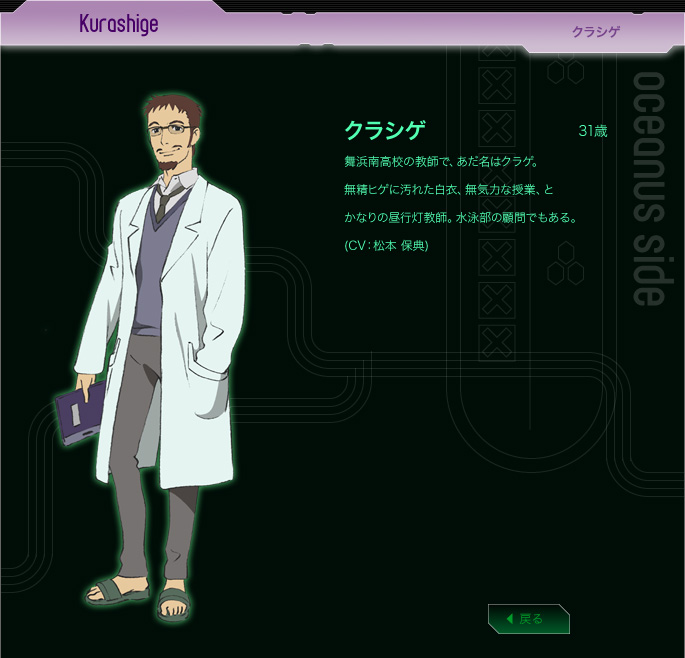 Kurashige
クラシゲ
クラシゲ 31歳
舞浜南高校の教師で、あだ名はクラゲ。
無精ヒゲに汚れた白衣、無気力な授業、と
かなりの昼行灯教師。水泳部の顧問でもある。
(CV：松本 保典)
oceanus side
戻る